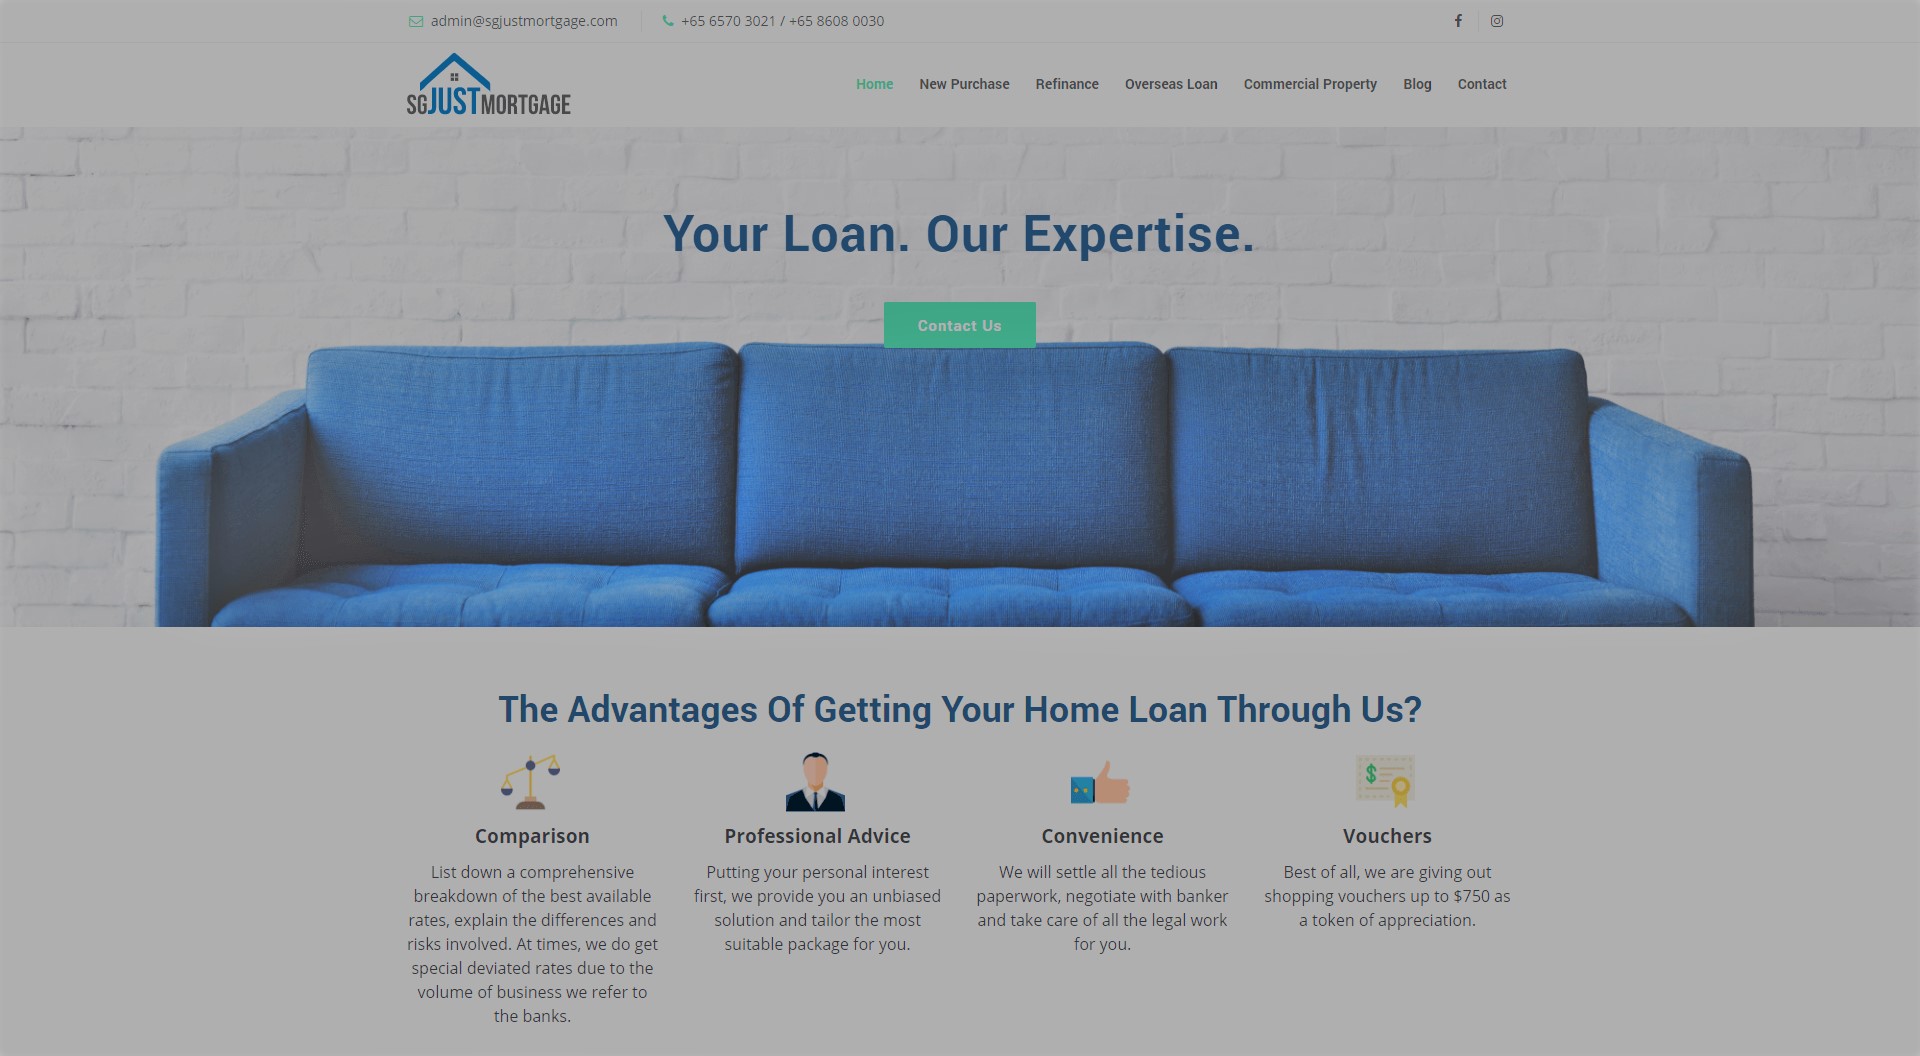 admin@sgjustmortgage.com
+65 6570 3021 / +65 8608 0030
SGJUSTMORTGAGE
Home
New Purchase
Refinance
Overseas Loan
Commercial Property
Blog
Contact
Your Loan. Our Expertise.
Contact Us
The Advantages Of Getting Your Home Loan Through Us?
Comparison
List down a comprehensive
breakdown of the best available
rates, explain the differences and
risks involved. At times, we do get
special deviated rates due to the
volume of business we refer to
the banks.
Professional Advice
Putting your personal interest
first, we provide you an unbiased
solution and tailor the most
suitable package for you.
Convenience
We will settle all the tedious
paperwork, negotiate with banker
and take care of all the legal work
for you.
$
Vouchers
Best of all, we are giving out
shopping vouchers up to $750 as
a token of appreciation.